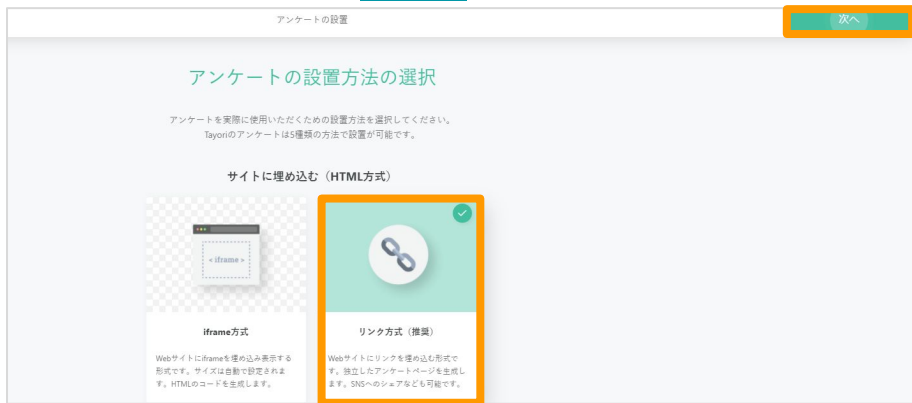 アンケートの設置
次へ
アンケートの設置方法の選択
アンケートを実際に使用いただくための設置方法を選択してください。
Tayoriのアンケートは5種類の方法で設置が可能です。
サイトに埋め込む（HTML方式）
< iframe >
iframe方式
Webサイトにiframeを埋め込み表示する
形式です。サイズは自動で設定されま
す。HTMLのコードを生成します。
リンク方式（推奨）
Webサイトにリンクを埋め込む形式で
す。独立したアンケートページを生成し
ます。SNSへのシェアなども可能です。